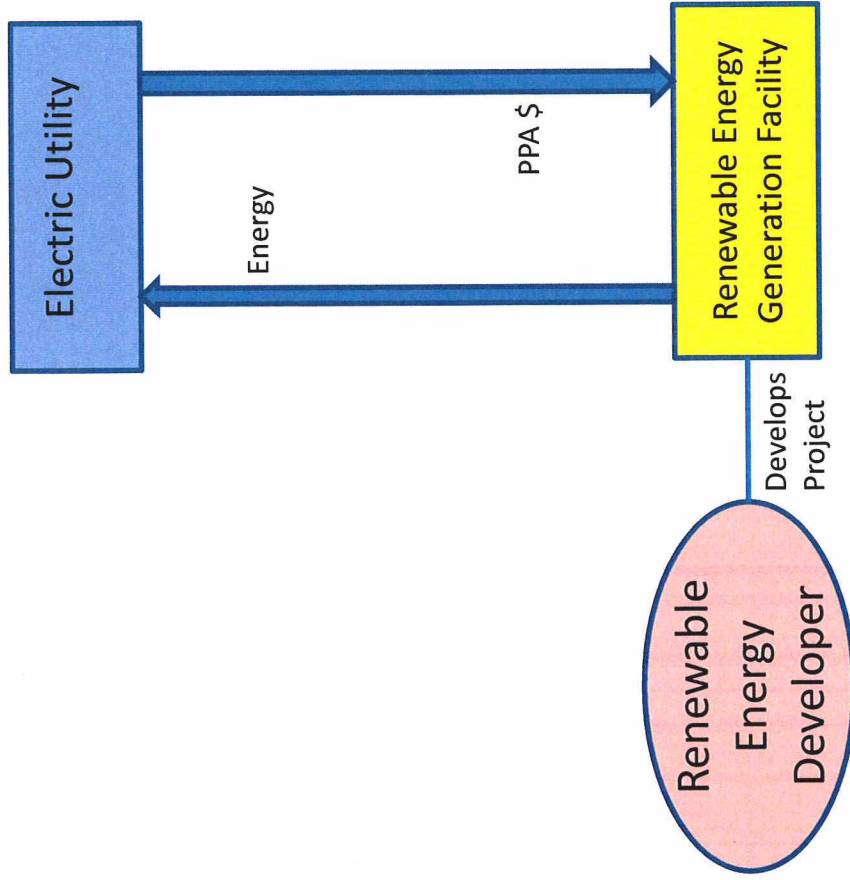 Electric Utility
Energy
PPA $
Renewable Energy
Generation Facility
Develops
Project
Renewable
Energy
Developer